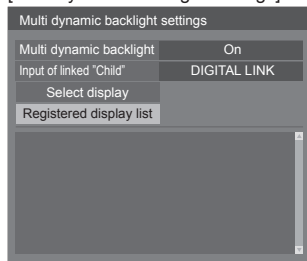 Multi dynamic backlight settings
Multi dynamic backlight On
Input of linked "Child" DIGITAL LINK
Select display
Registered display list